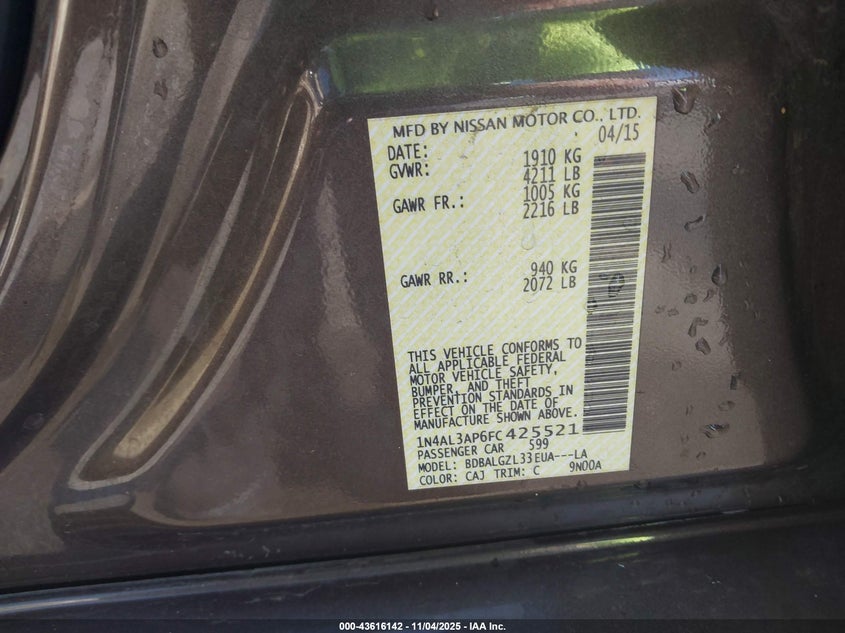 MFD BY NISSAN MOTOR CO., LTD.
DATE: 04/15
GVWR: 1910 KG
4211 LB
GAWR FR.: 1005 KG
2216 LB
GAWR RR.: 940 KG
2072 LB
THIS VEHICLE CONFORMS TO
ALL APPLICABLE FEDERAL
MOTOR VEHICLE SAFETY,
BUMPER, AND THEFT
PREVENTION STANDARDS IN
EFFECT ON THE DATE OF
MANUFACTURE SHOWN ABOVE.
1N4AL3AP6FC425521
PASSENGER CAR 599
MODEL: BDBALGZL33EUA---LA
COLOR: CAJ TRIM: C 9N00A
000-43616142 - 11/04/2025 - IAA Inc.